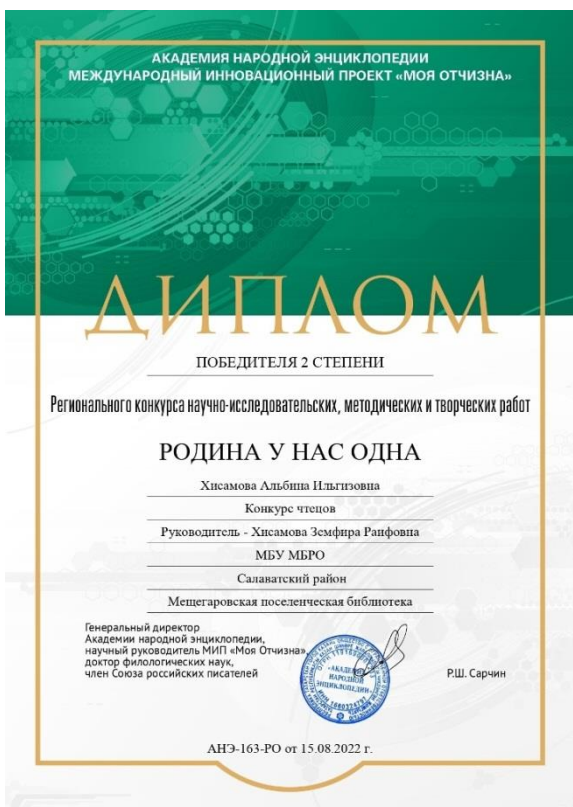 АКАДЕМИЯ НАРОДНОЙ ЭНЦИКЛОПЕДИИ
МЕЖДУНАРОДНЫЙ ИННОВАЦИОННЫЙ ПРОЕКТ «МОЯ ОТЧИЗНА»
ДИПЛОМ
ПОБЕДИТЕЛЯ 2 СТЕПЕНИ
Регионального конкурса научно-исследовательских, методических и творческих работ
РОДИНА У НАС ОДНА
Хисамова Альбина Ильгизовна
Конкурс чтецов
Руководитель - Хисамова Земфира Раифовна
МБУ МБРО
Салаватский район
Мещегаровская поселенческая библиотека
Генеральный директор
Академии народной энциклопедии,
научный руководитель МИП «Моя Отчизна»,
доктор филологических наук,
член Союза российских писателей
«АКАДЕМИЯ
НАРОДНОЙ
ЭНЦИКЛОПЕДИИ»
Р.Ш. Сарчин
АНЭ-163-РО от 15.08.2022 г.